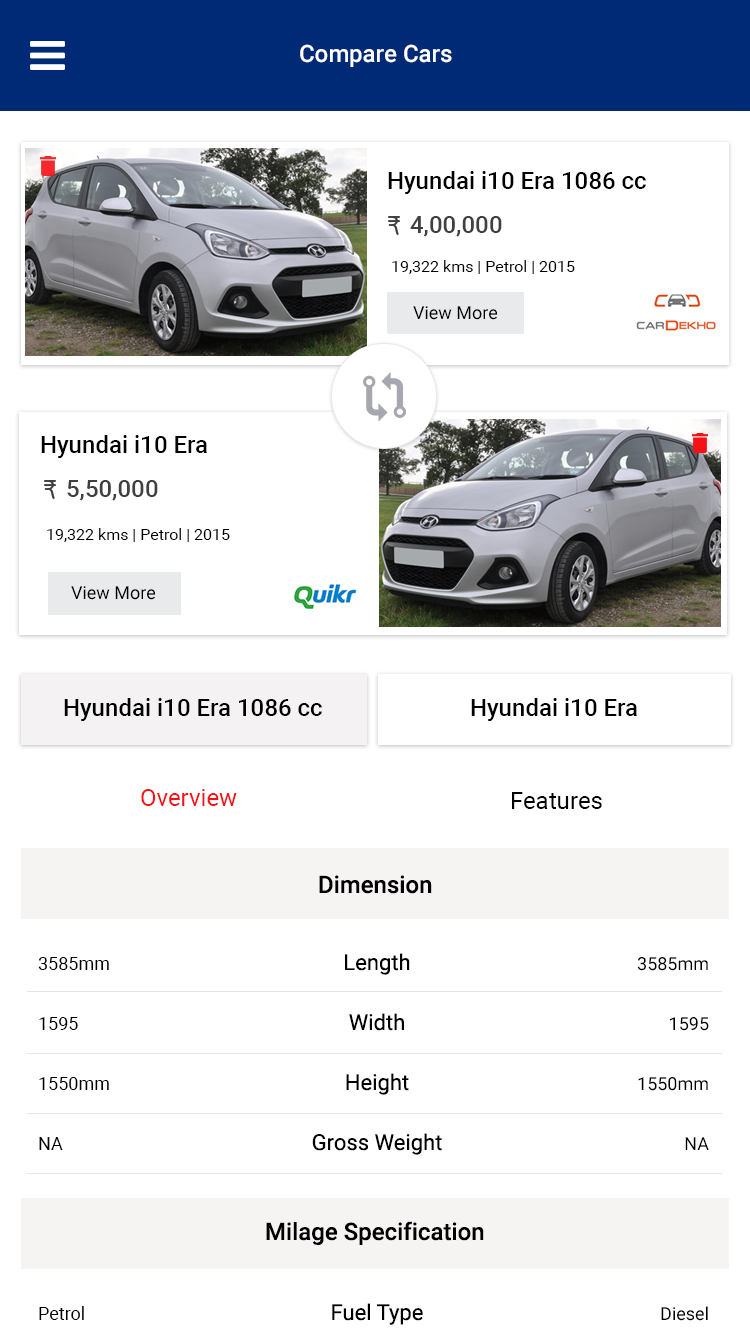 Compare Cars
Hyundai i10 Era 1086 cc
₹ 4,00,000
19,322 kms | Petrol | 2015
View More
CARDEKHO
Hyundai i10 Era
₹ 5,50,000
19,322 kms | Petrol | 2015
View More
Quikr
Hyundai i10 Era 1086 cc
Hyundai i10 Era
Overview
Features
Dimension
3585mm Length 3585mm
1595 Width 1595
1550mm Height 1550mm
NA Gross Weight NA
Milage Specification
Petrol Fuel Type Diesel